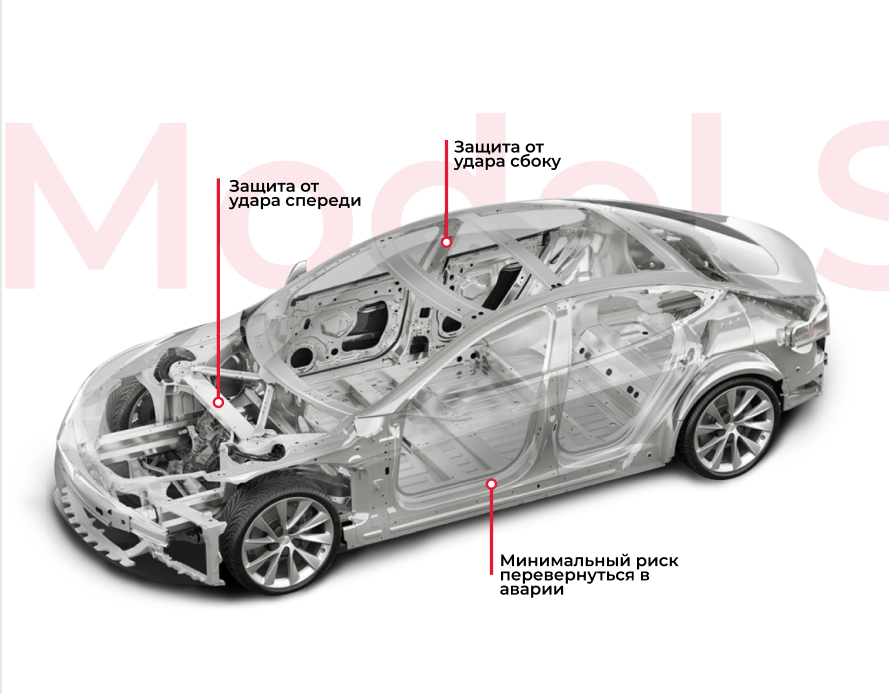 Model S
Защита от
удара сбоку
Защита от
удара спереди
Минимальный риск
перевернуться в
аварии